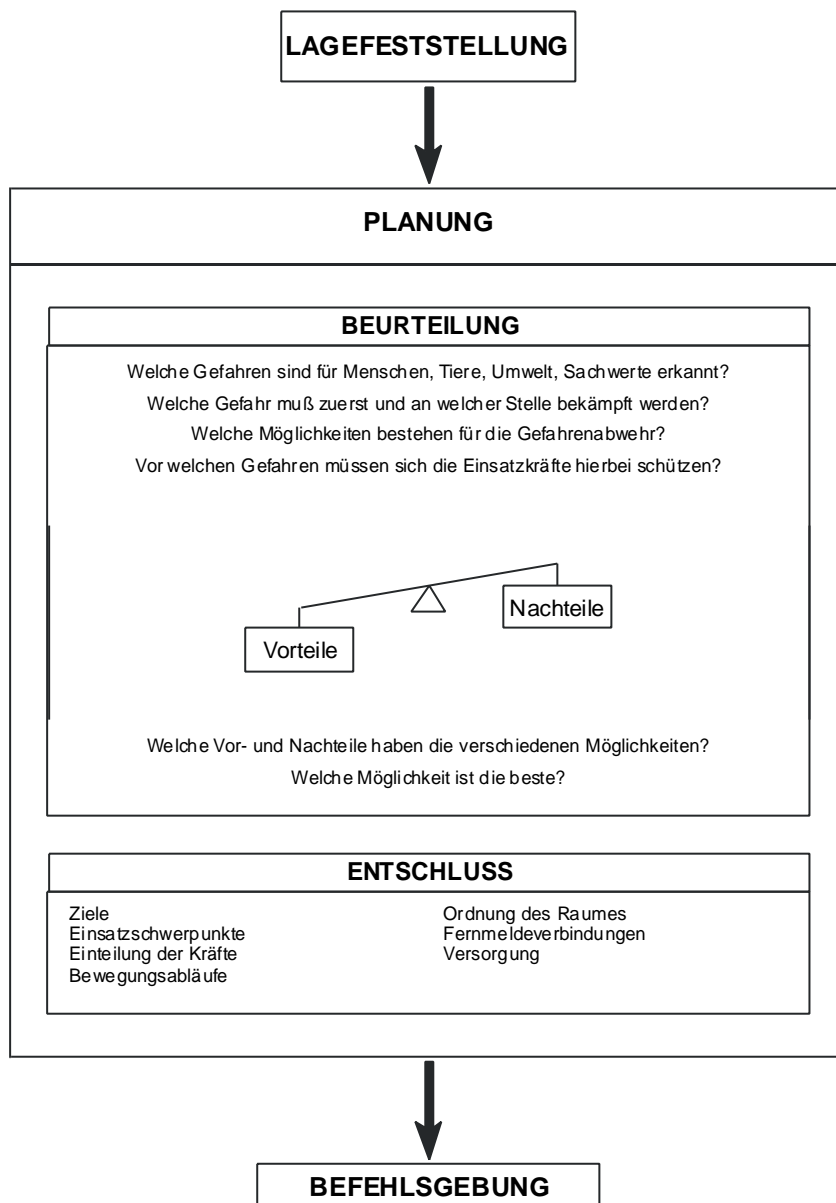 LAGEFESTSTELLUNG
PLANUNG
BEURTEILUNG
Welche Gefahren sind für Menschen, Tiere, Umwelt, Sachwerte erkannt?
Welche Gefahr muß zuerst und an welcher Stelle bekämpft werden?
Welche Möglichkeiten bestehen für die Gefahrenabwehr?
Vor welchen Gefahren müssen sich die Einsatzkräfte hierbei schützen?
Nachteile
Vorteile
Welche Vor- und Nachteile haben die verschiedenen Möglichkeiten?
Welche Möglichkeit ist die beste?
ENTSCHLUSS
Ziele
Einsatzschwerpunkte
Einteilung der Kräfte
Bewegungsabläufe
Ordnung des Raumes
Fernmeldeverbindungen
Versorgung
BEFEHLSGEBUNG